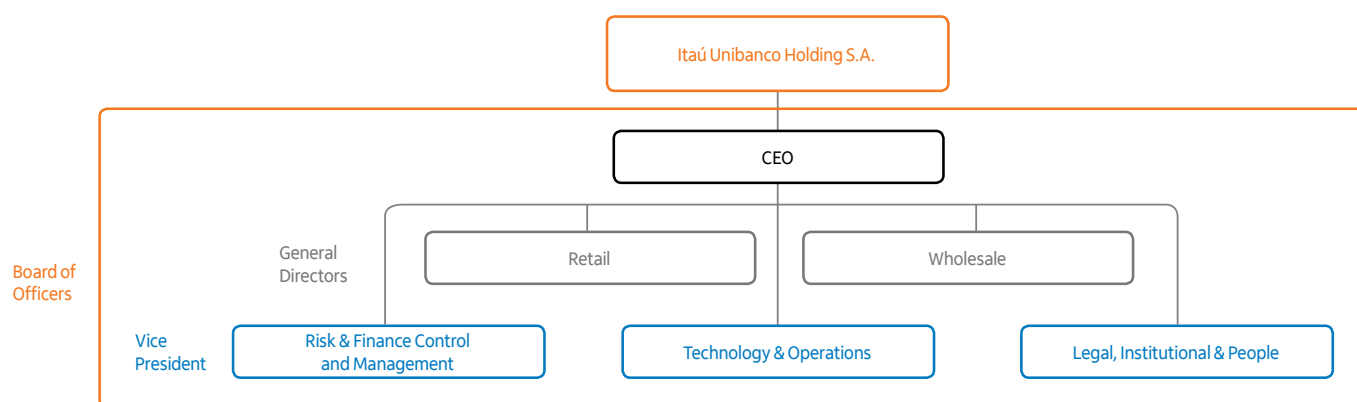 Itaú Unibanco Holding S.A.
CEO
General
Directors
Retail
Wholesale
Board of
Officers
Vice
President
Risk & Finance Control
and Management
Technology & Operations
Legal, Institutional & People